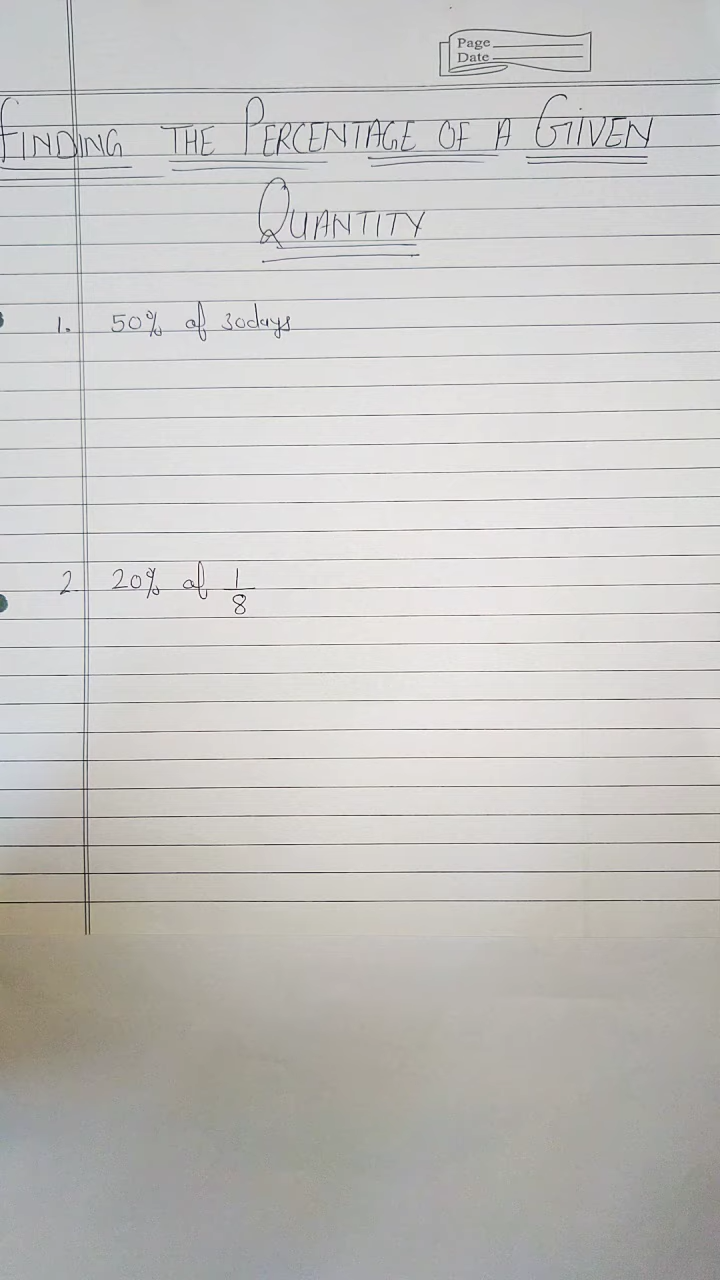 Page
Date
FINDING THE PERCENTAGE OF A GIVEN
QUANTITY
1. 50% of 30days
2. 20% of 1/8